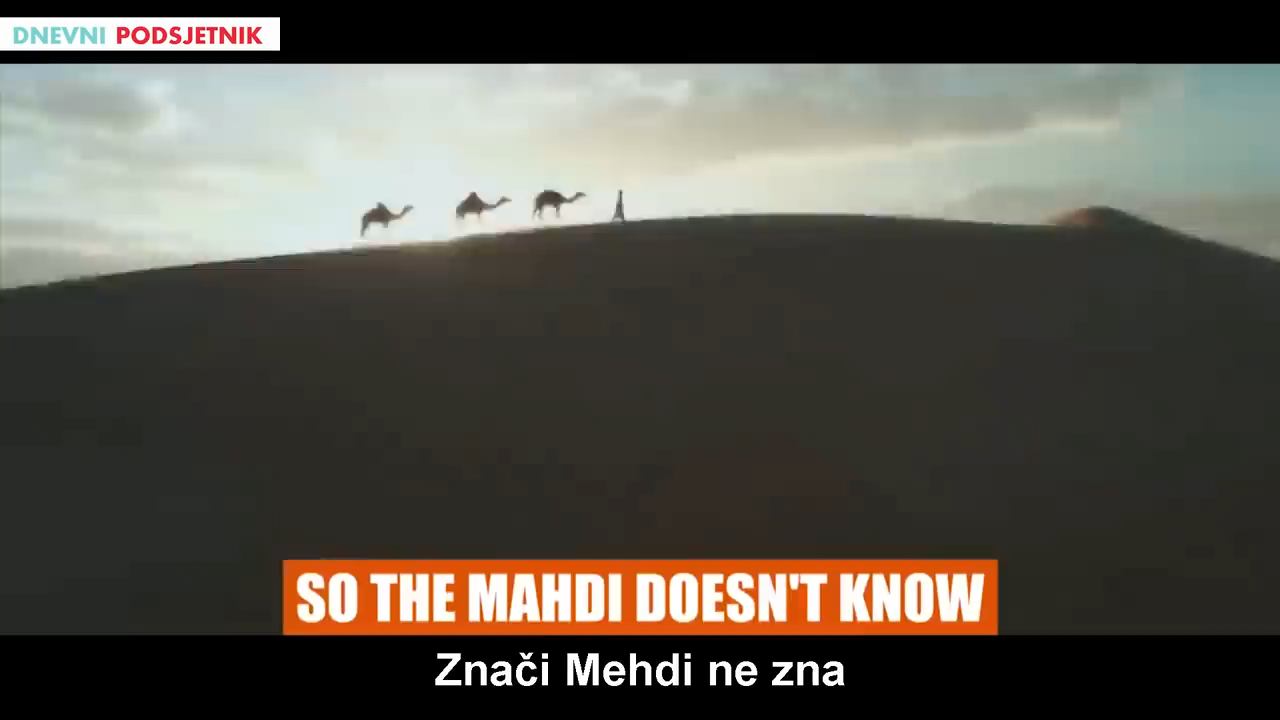 DNEVNI PODSJETNIK
SO THE MAHDI DOESN'T KNOW
Znači Mehdi ne zna